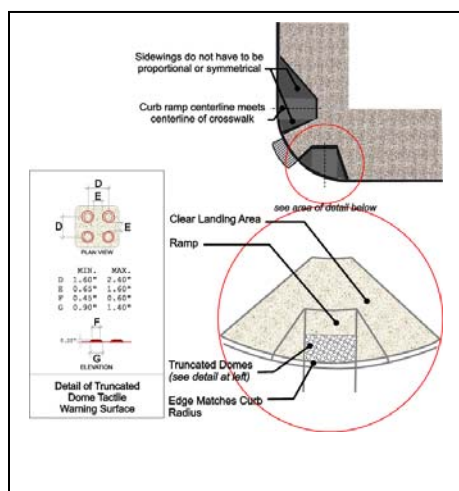 Sidewings do not have to be
proportional or symmetrical
Curb ramp centerline meets
centerline of crosswalk
see area of detail below
Clear Landing Area
Ramp
Truncated Domes
(see detail at left)
Edge Matches Curb
Radius
D
E
D
E
PLAN VIEW
MIN. MAX.
D 1.60" 2.40"
E 0.65" 1.60"
F 0.45" 0.60"
G 0.90" 1.40"
F
0.20"
G
ELEVATION
Detail of Truncated
Dome Tactile
Warning Surface